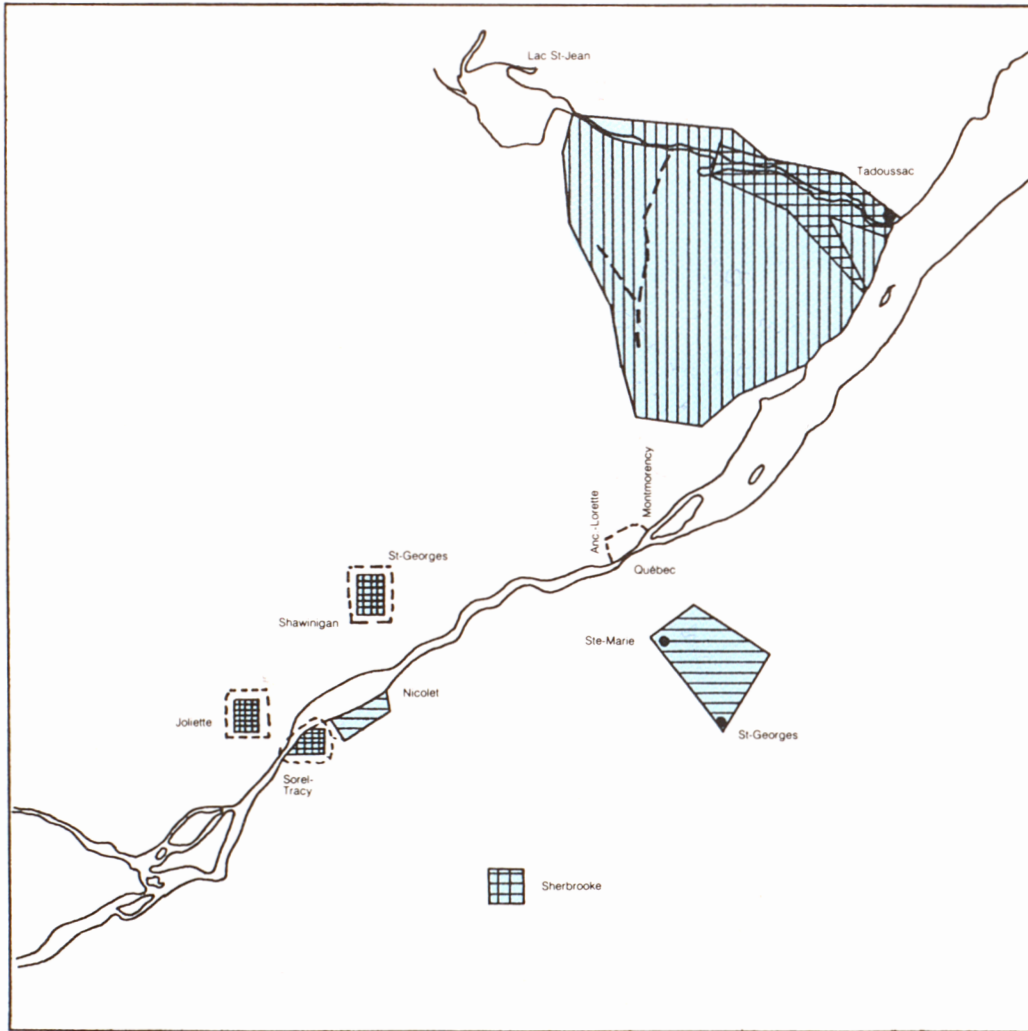 Lac St-Jean
Tadoussac
Montmorency
Anc.-Lorette
Québec
St-Georges
Shawinigan
Ste-Marie
Nicolet
Joliette
St-Georges
Sorel-
Tracy
Sherbrooke